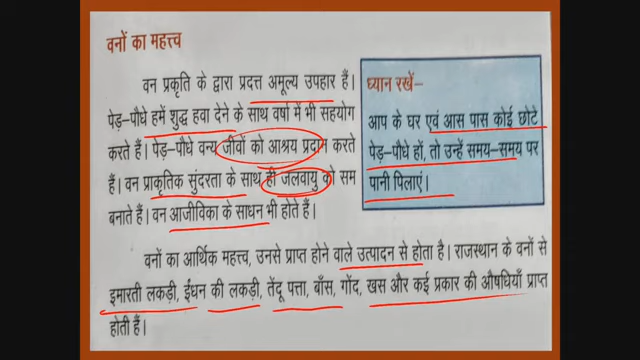 वनों का महत्त्व
वन प्रकृति के द्वारा प्रदत्त अमूल्य उपहार हैं।
पेड़-पौधे हमें शुद्ध हवा देने के साथ वर्षा में भी सहयोग
करते हैं। पेड़-पौधे वन्य जीवों को आश्रय प्रदान करते
हैं। वन प्राकृतिक सुंदरता के साथ ही जलवायु को सम
बनाते है। वन आजीविका के साधन भी होते हैं।
ध्यान रखें–
आप के घर एवं आस पास कोई छोटे
पेड़-पौधे हों, तो उन्हें समय-समय पर
पानी पिलाएं।
वनों का आर्थिक महत्त्व, उनसे प्राप्त होने वाले उत्पादन से होता है। राजस्थान के वनों से
इमारती लकड़ी, ईंधन की लकड़ी, तेंदू पत्ता, बाँस, गोंद, खस और कई प्रकार की औषधियाँ प्राप्त
होती हैं।